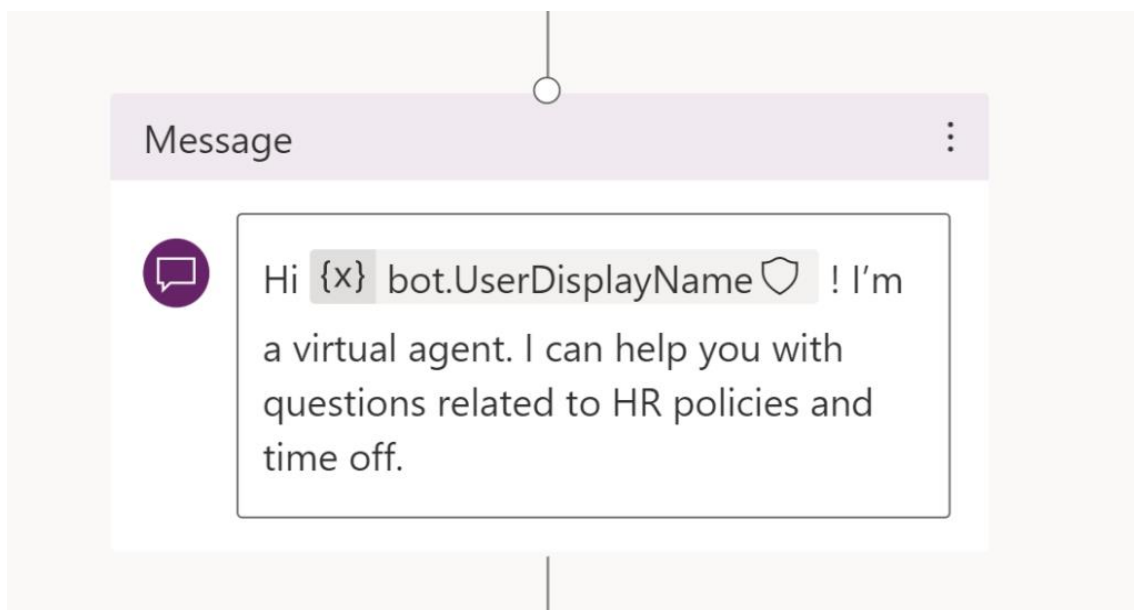 Message
Hi {x} bot.UserDisplayName ! I’m
a virtual agent. I can help you with
questions related to HR policies and
time off.